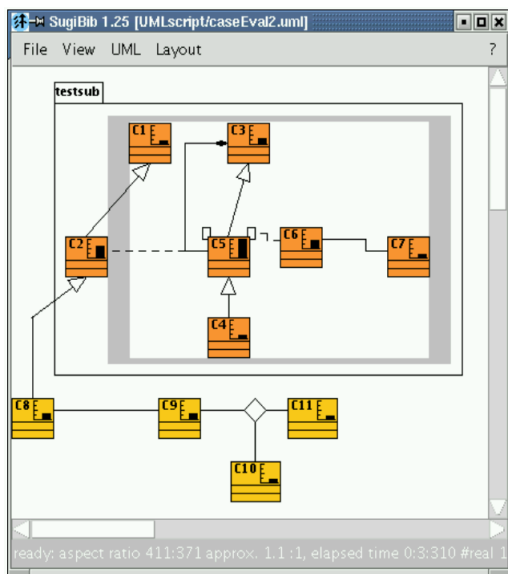 SugiBib 1.25 [UMLscript/caseEval2.uml]
File View UML Layout ?
testsub
C1 C3
C2 C5 C6 C7
C4
C8 C9 C11
C10
ready: aspect ratio 411:371 approx. 1.1 :1, elapsed time 0:3:310 #real 1